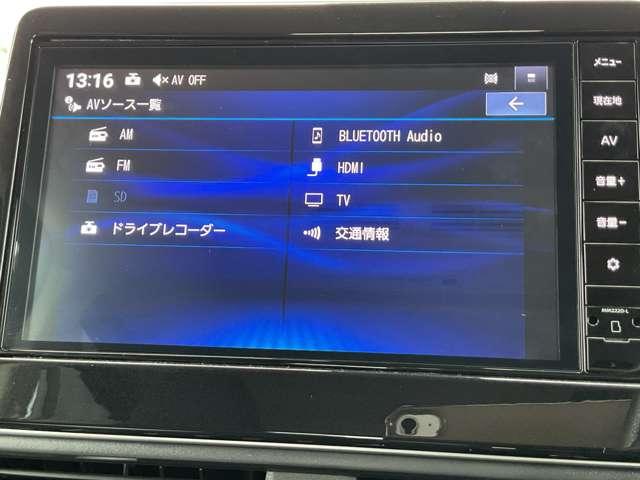 13:16 AV OFF
AVソース一覧
AM
FM
SD
ドライブレコーダー
BLUETOOTH Audio
HDMI
TV
交通情報
メニュー
現在地
AV
音量+
音量-
MM222D-L